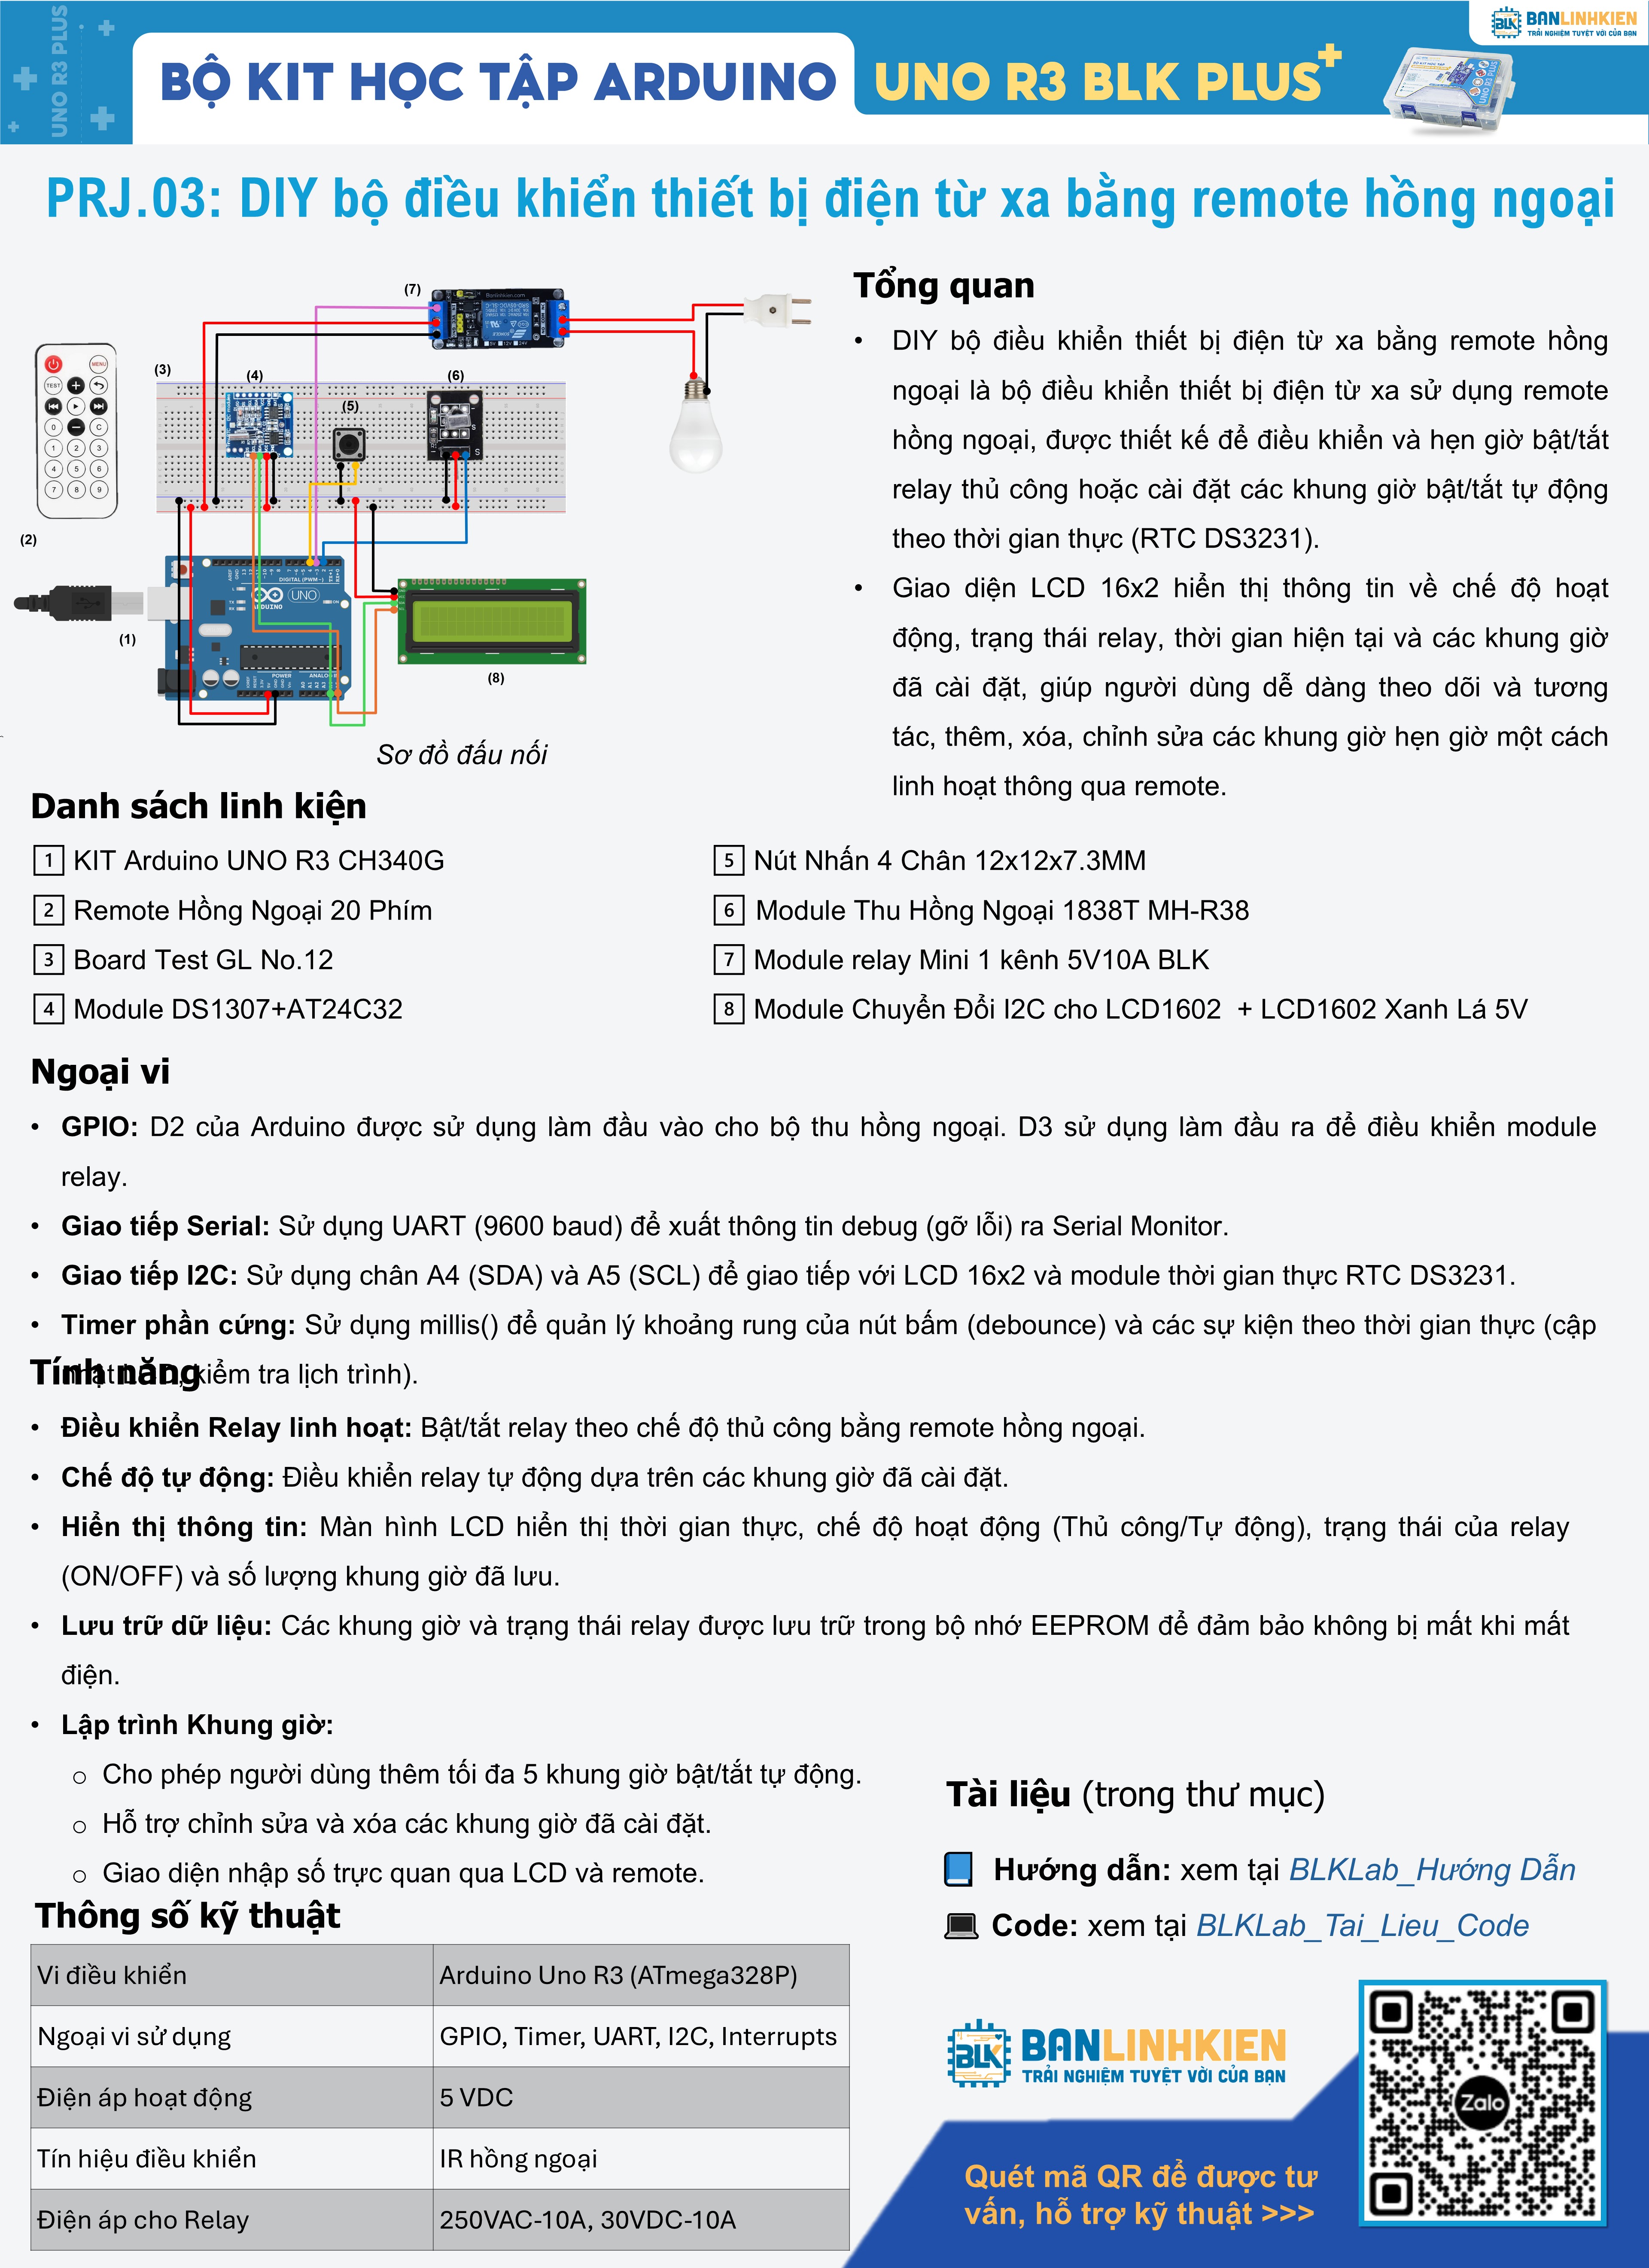 UNO R3 PLUS
BỘ KIT HỌC TẬP ARDUINO
UNO R3 BLK PLUS+
BLK BANLINHKIEN
TRẢI NGHIỆM TUYỆT VỜI CỦA BẠN
PRJ.03: DIY bộ điều khiển thiết bị điện từ xa bằng remote hồng ngoại
(7)
(3)
(4)
(5)
(6)
MENU
TEST
0
C
1 2 3
4 5 6
7 8 9
(2)
DIGITAL (PWM~)
UNO
ARDUINO
POWER
(1)
(8)
Sơ đồ đấu nối
Tổng quan
• DIY bộ điều khiển thiết bị điện từ xa bằng remote hồng
ngoại là bộ điều khiển thiết bị điện từ xa sử dụng remote
hồng ngoại, được thiết kế để điều khiển và hẹn giờ bật/tắt
relay thủ công hoặc cài đặt các khung giờ bật/tắt tự động
theo thời gian thực (RTC DS3231).
• Giao diện LCD 16x2 hiển thị thông tin về chế độ hoạt
động, trạng thái relay, thời gian hiện tại và các khung giờ
đã cài đặt, giúp người dùng dễ dàng theo dõi và tương
tác, thêm, xóa, chỉnh sửa các khung giờ hẹn giờ một cách
linh hoạt thông qua remote.
Danh sách linh kiện
1 KIT Arduino UNO R3 CH340G
2 Remote Hồng Ngoại 20 Phím
3 Board Test GL No.12
4 Module DS1307+AT24C32
5 Nút Nhấn 4 Chân 12x12x7.3MM
6 Module Thu Hồng Ngoại 1838T MH-R38
7 Module relay Mini 1 kênh 5V10A BLK
8 Module Chuyển Đổi I2C cho LCD1602 + LCD1602 Xanh Lá 5V
Ngoại vi
• GPIO: D2 của Arduino được sử dụng làm đầu vào cho bộ thu hồng ngoại. D3 sử dụng làm đầu ra để điều khiển module
relay.
• Giao tiếp Serial: Sử dụng UART (9600 baud) để xuất thông tin debug (gỡ lỗi) ra Serial Monitor.
• Giao tiếp I2C: Sử dụng chân A4 (SDA) và A5 (SCL) để giao tiếp với LCD 16x2 và module thời gian thực RTC DS3231.
• Timer phần cứng: Sử dụng millis() để quản lý khoảng rung của nút bấm (debounce) và các sự kiện theo thời gian thực (cập
nhật LCD, kiểm tra lịch trình).
Tính năng
• Điều khiển Relay linh hoạt: Bật/tắt relay theo chế độ thủ công bằng remote hồng ngoại.
• Chế độ tự động: Điều khiển relay tự động dựa trên các khung giờ đã cài đặt.
• Hiển thị thông tin: Màn hình LCD hiển thị thời gian thực, chế độ hoạt động (Thủ công/Tự động), trạng thái của relay
(ON/OFF) và số lượng khung giờ đã lưu.
• Lưu trữ dữ liệu: Các khung giờ và trạng thái relay được lưu trữ trong bộ nhớ EEPROM để đảm bảo không bị mất khi mất
điện.
• Lập trình Khung giờ:
o Cho phép người dùng thêm tối đa 5 khung giờ bật/tắt tự động.
o Hỗ trợ chỉnh sửa và xóa các khung giờ đã cài đặt.
o Giao diện nhập số trực quan qua LCD và remote.
Thông số kỹ thuật
Vi điều khiển Arduino Uno R3 (ATmega328P)
Ngoại vi sử dụng GPIO, Timer, UART, I2C, Interrupts
Điện áp hoạt động 5 VDC
Tín hiệu điều khiển IR hồng ngoại
Điện áp cho Relay 250VAC-10A, 30VDC-10A
Tài liệu (trong thư mục)
Hướng dẫn: xem tại BLKLab_Hướng Dẫn
Code: xem tại BLKLab_Tai_Lieu_Code
BLK BANLINHKIEN
TRẢI NGHIỆM TUYỆT VỜI CỦA BẠN
Zalo
Quét mã QR để được tư
vấn, hỗ trợ kỹ thuật >>>